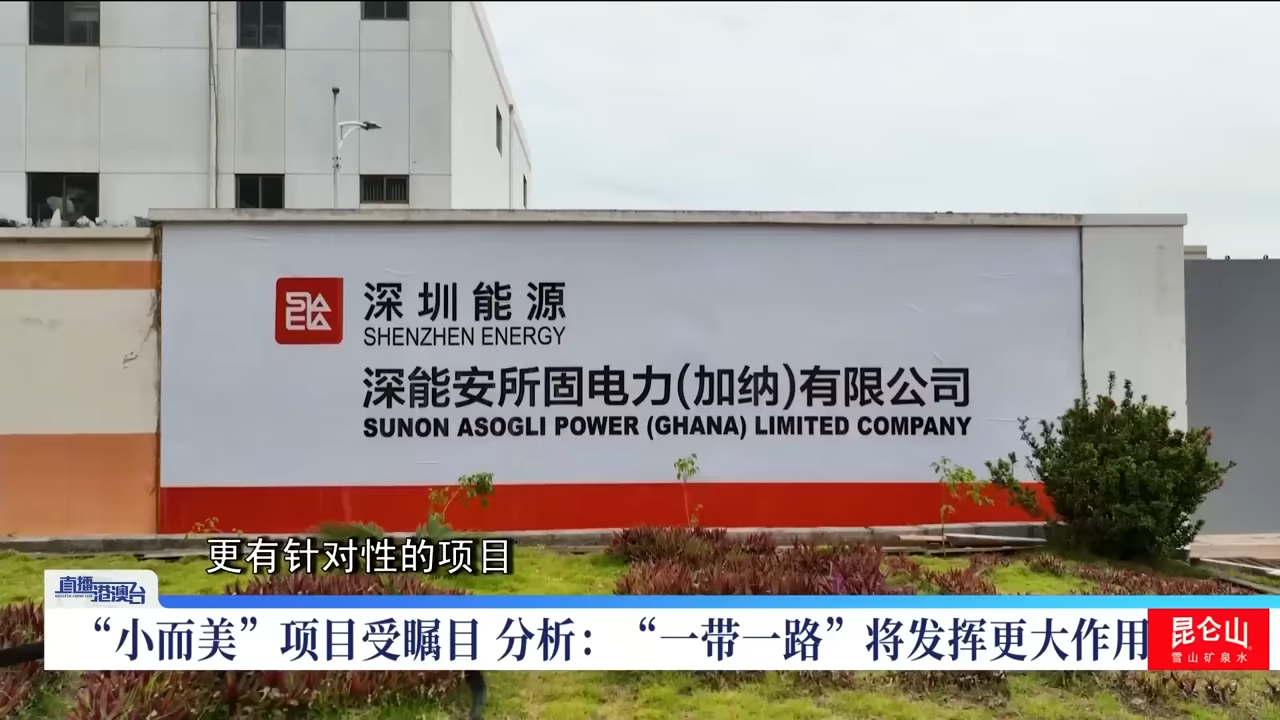 深圳能源
SHENZHEN ENERGY
深能安所固电力(加纳)有限公司
SUNON ASOGLI POWER (GHANA) LIMITED COMPANY
更有针对性的项目
直播港澳台
“小而美”项目受瞩目 分析：“一带一路”将发挥更大作用
昆仑山
雪山矿泉水